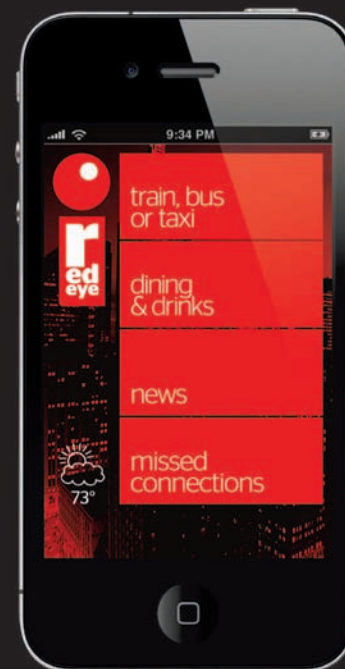 9:34 PM
train, bus
or taxi
r
ed
eye
dining
& drinks
news
missed
connections
73°